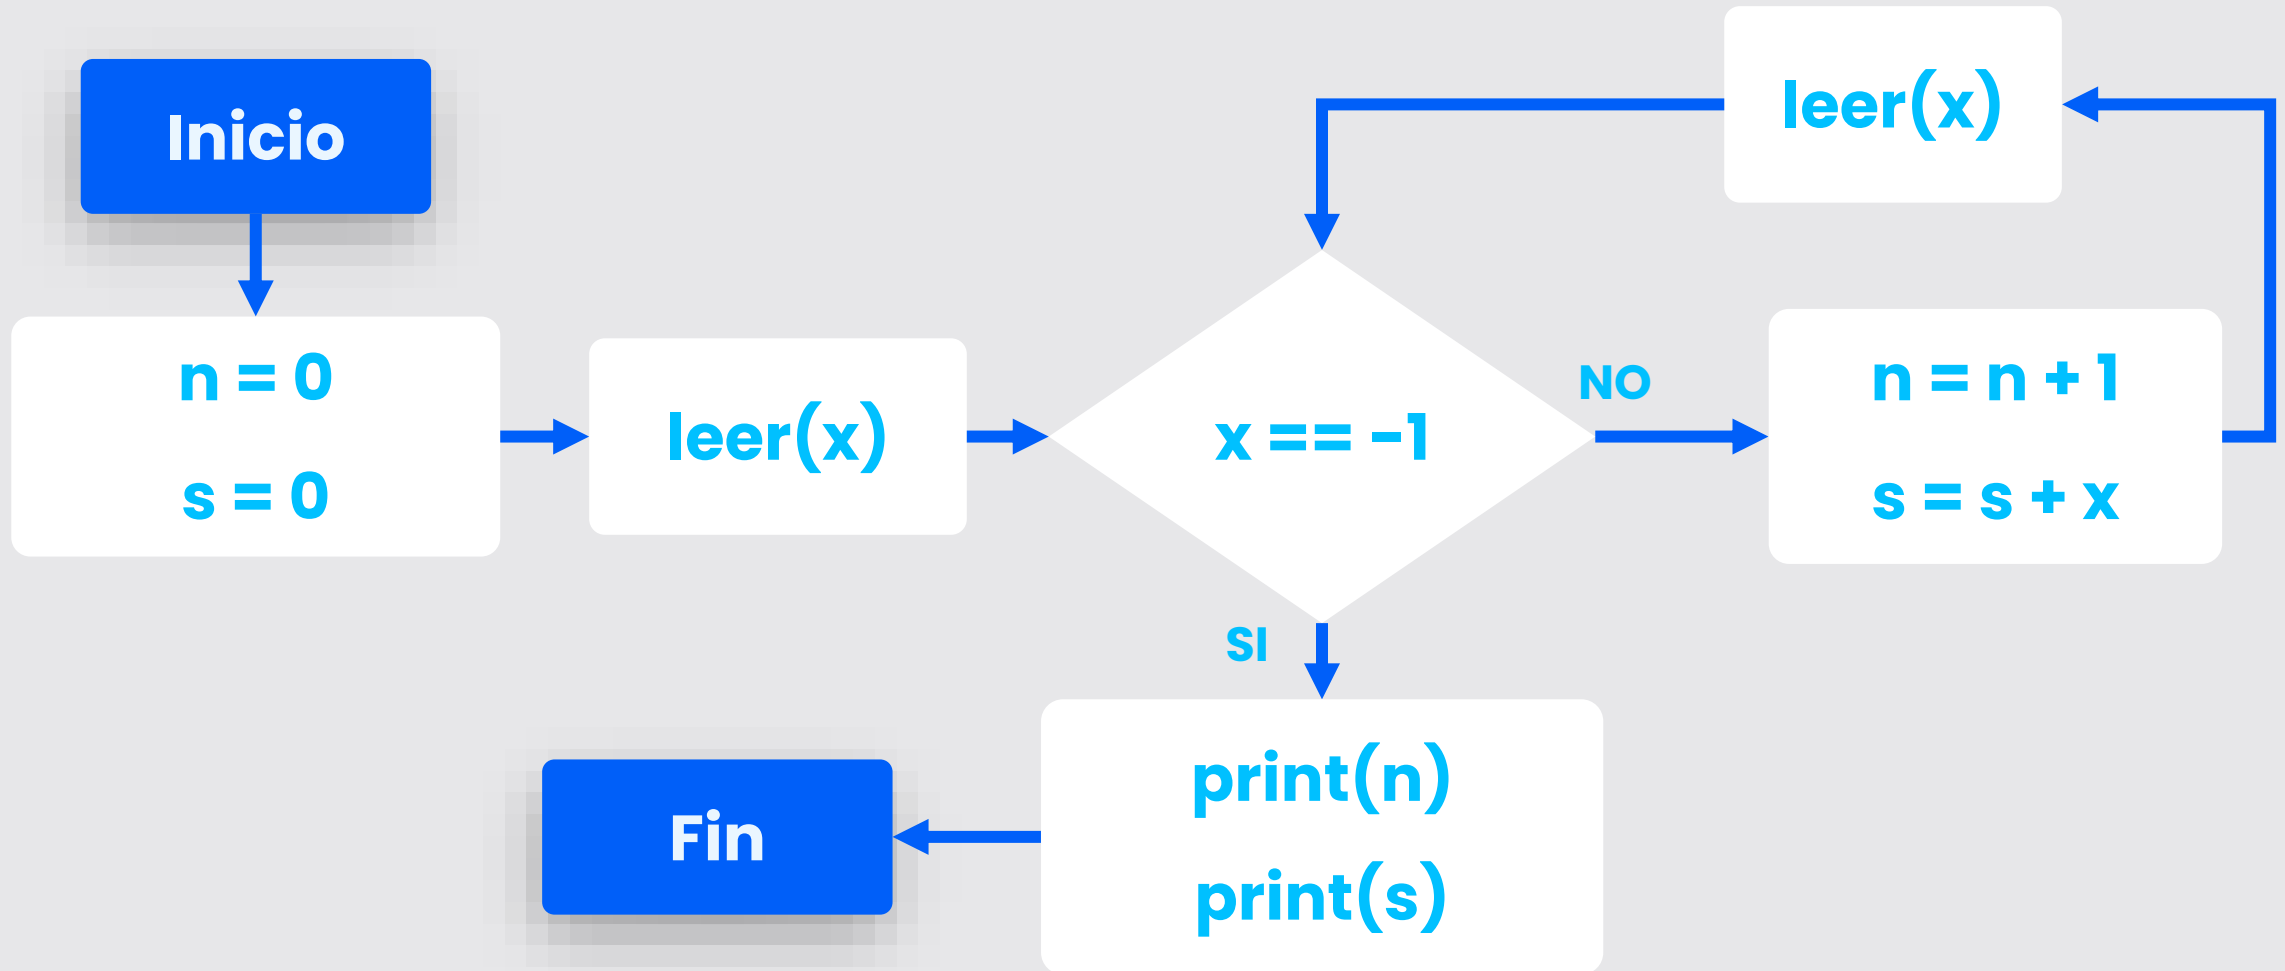 Inicio
n = 0
s = 0
leer(x)
x == -1
NO
n = n + 1
s = s + x
leer(x)
SI
print(n)
print(s)
Fin